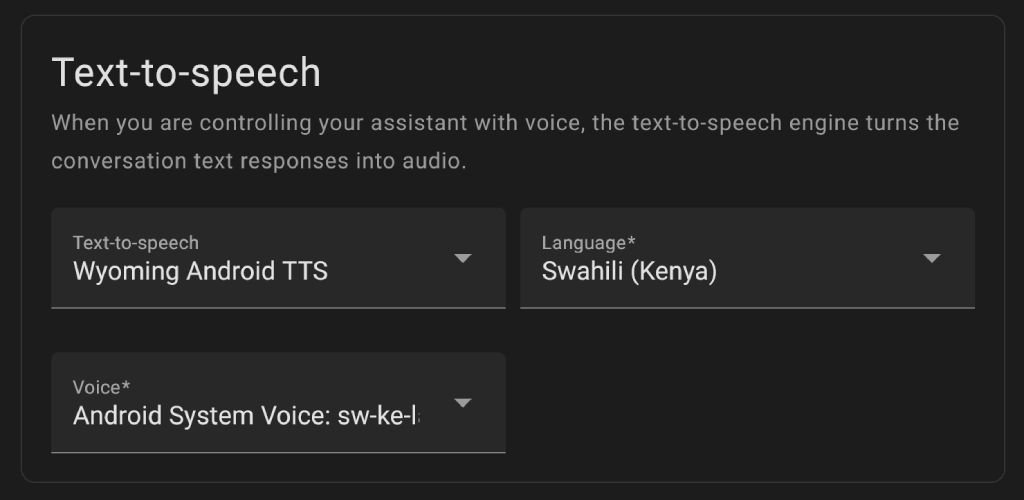 Text-to-speech
When you are controlling your assistant with voice, the text-to-speech engine turns the
conversation text responses into audio.
Text-to-speech
Wyoming Android TTS
Language*
Swahili (Kenya)
Voice*
Android System Voice: sw-ke-l